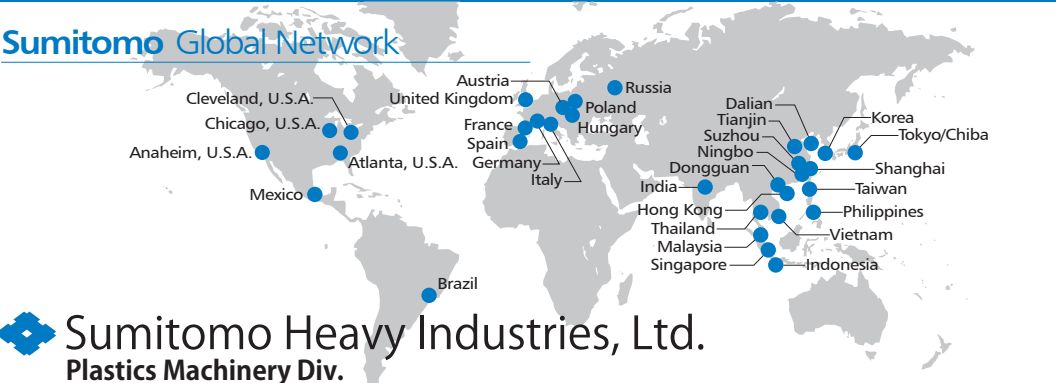 Sumitomo Global Network
Cleveland, U.S.A.
Chicago, U.S.A.
Anaheim, U.S.A.
Atlanta, U.S.A.
Mexico
Brazil
Austria
United Kingdom
France
Spain
Germany
Italy
Russia
Poland
Hungary
Dalian
Tianjin
Suzhou
Ningbo
Dongguan
India
Hong Kong
Thailand
Malaysia
Singapore
Korea
Tokyo/Chiba
Shanghai
Taiwan
Philippines
Vietnam
Indonesia
Sumitomo Heavy Industries, Ltd.
Plastics Machinery Div.